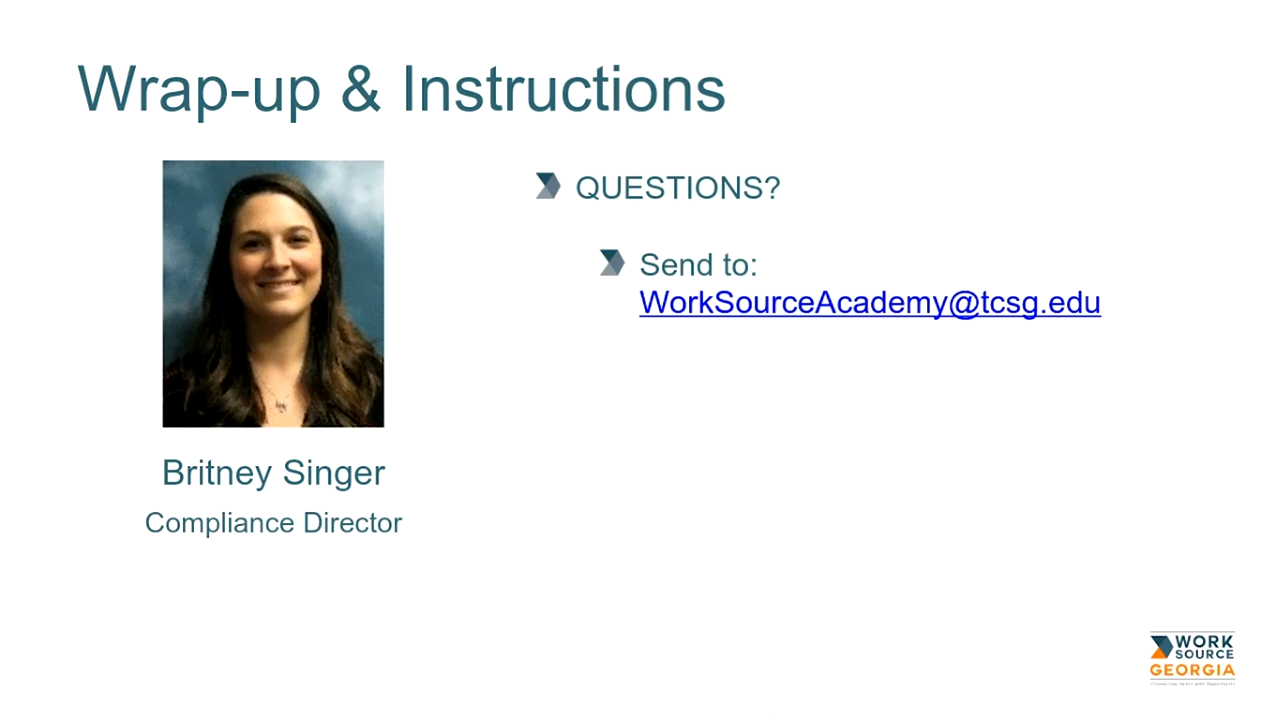 Wrap-up & Instructions
QUESTIONS?
Send to:
WorkSourceAcademy@tcsg.edu
Britney Singer
Compliance Director
WORK
SOURCE
GEORGIA